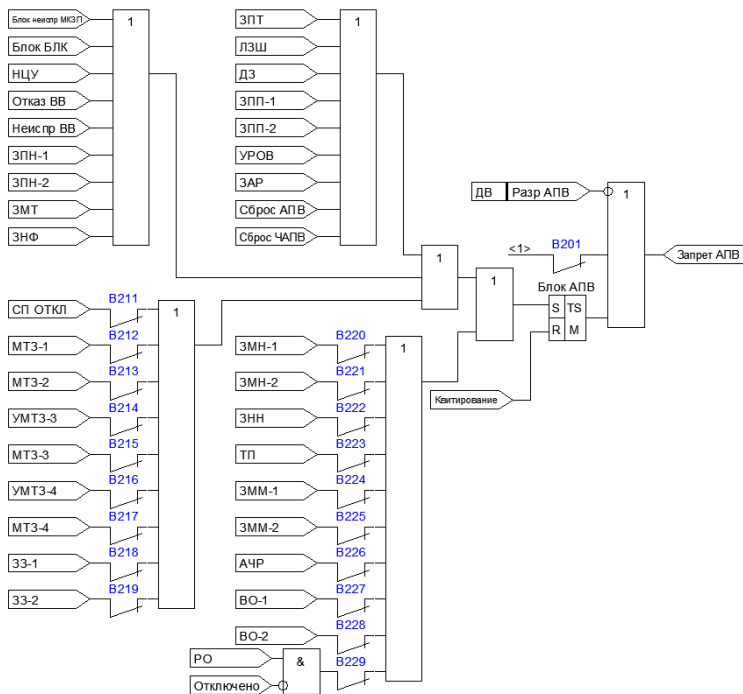 Блок неиспр МКЗП
Блок БЛК
НЦУ
Отказ ВВ
Неиспр ВВ
ЗПН-1
ЗПН-2
ЗМТ
ЗНФ
1
ЗПТ
ЛЗШ
ДЗ
ЗПП-1
ЗПП-2
УРОВ
ЗАР
Сброс АПВ
Сброс ЧАПВ
1
ДВ Разр АПВ
1
<1>
В201
Запрет АПВ
Блок АПВ
S TS
R M
Квитирование
1
1
СП ОТКЛ
В211
МТЗ-1
В212
МТЗ-2
В213
УМТЗ-3
В214
МТЗ-3
В215
УМТЗ-4
В216
МТЗ-4
В217
ЗЗ-1
В218
ЗЗ-2
В219
1
ЗМН-1
В220
ЗМН-2
В221
ЗНН
В222
ТП
В223
ЗММ-1
В224
ЗММ-2
В225
АЧР
В226
ВО-1
В227
ВО-2
В228
РО
Отключено
&
В229
1